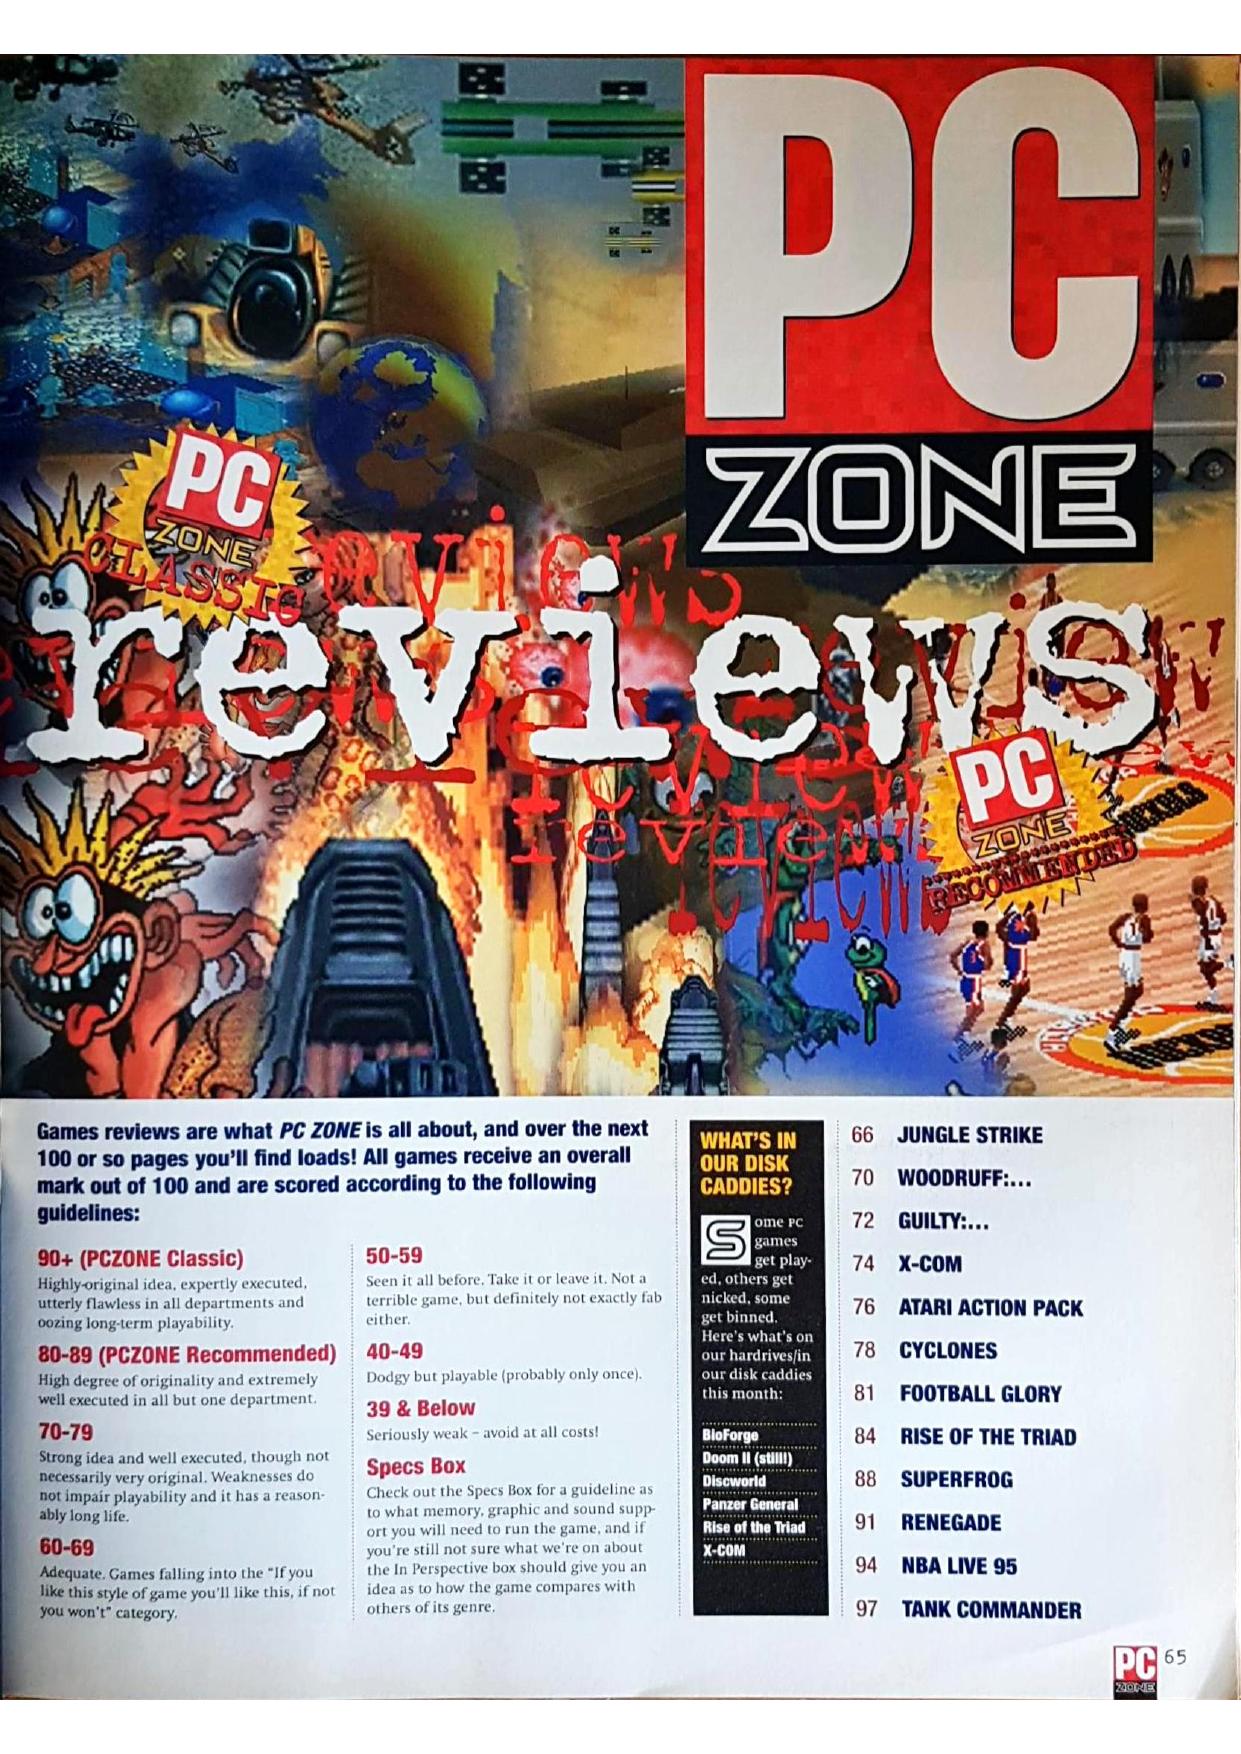 PC
ZONE
PC
ZONE
CLASSIC
reviews
reviews
reviews
reviews
reviews
PC
ZONE
RECOMMENDED
Games reviews are what PC ZONE is all about, and over the next
100 or so pages you'll find loads! All games receive an overall
mark out of 100 and are scored according to the following
guidelines:
90+ (PCZONE Classic)
Highly-original idea, expertly executed,
utterly flawless in all departments and
oozing long-term playability.
80-89 (PCZONE Recommended)
High degree of originality and extremely
well executed in all but one department.
70-79
Strong idea and well executed, though not
necessarily very original. Weaknesses do
not impair playability and it has a reason-
ably long life.
60-69
Adequate. Games falling into the "If you
like this style of game you'll like this, if not
you won't" category.
50-59
Seen it all before. Take it or leave it. Not a
terrible game, but definitely not exactly fab
either.
40-49
Dodgy but playable (probably only once).
39 & Below
Seriously weak – avoid at all costs!
Specs Box
Check out the Specs Box for a guideline as
to what memory, graphic and sound supp-
ort you will need to run the game, and if
you're still not sure what we're on about
the In Perspective box should give you an
idea as to how the game compares with
others of its genre.
WHAT'S IN
OUR DISK
CADDIES?
Some PC
games
get play-
ed, others get
nicked, some
get binned.
Here's what's on
our hardrives/in
our disk caddies
this month:
BioForge
Doom II (still!)
Discworld
Panzer General
Rise of the Triad
X-COM
66 JUNGLE STRIKE
70 WOODRUFF:...
72 GUILTY:...
74 X-COM
76 ATARI ACTION PACK
78 CYCLONES
81 FOOTBALL GLORY
84 RISE OF THE TRIAD
88 SUPERFROG
91 RENEGADE
94 NBA LIVE 95
97 TANK COMMANDER
PC
ZONE
65